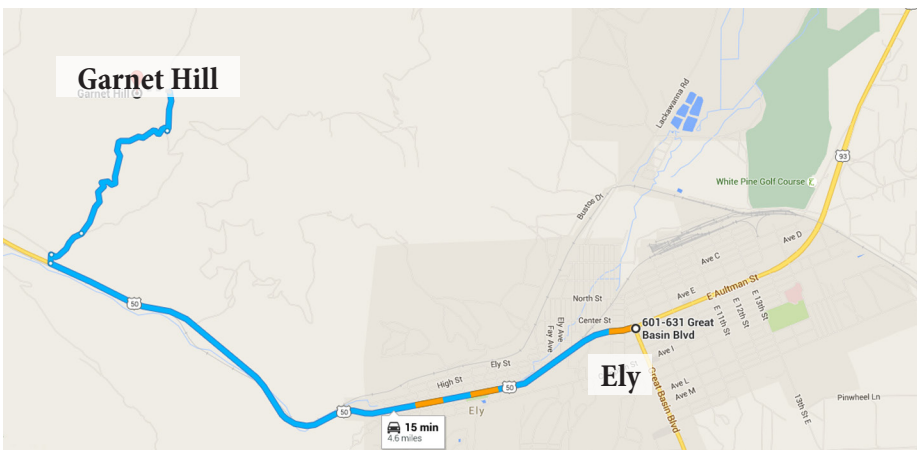 Garnet Hill
Garnet Hill
Lackawanna Rd
93
White Pine Golf Course
Bustoe Dr
Ave D
Ave C
Ave E
E Aultman St
50
North St
Center St
E 11th St
E 12th St
E 13th St
601-631 Great
Basin Blvd
Fay Ave
Ely Ave
Ave I
Ely St
Ely
High St
50
Great Basin Blvd
Ave L
Ave M
Pinwheel Ln
13th St E
50
Ely
15 min
4.6 miles